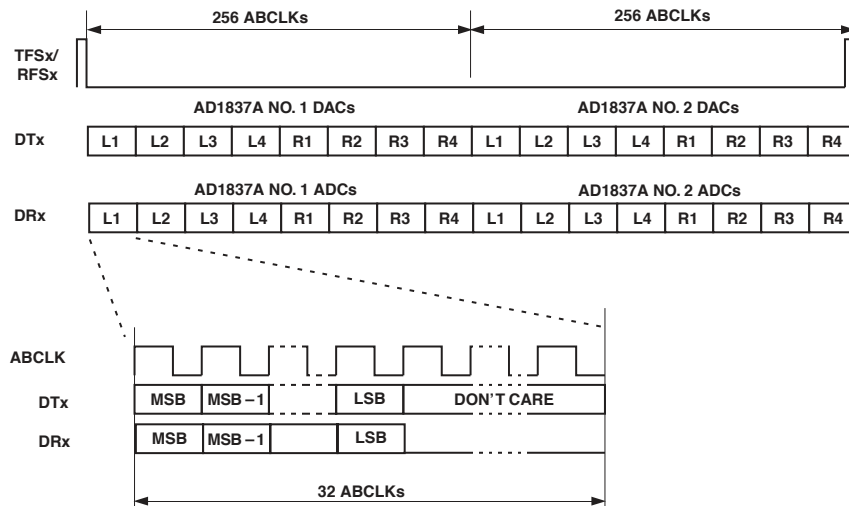 256 ABCLKs 256 ABCLKs
TFSx/
RFSx
AD1837A NO. 1 DACs AD1837A NO. 2 DACs
DTx L1 L2 L3 L4 R1 R2 R3 R4 L1 L2 L3 L4 R1 R2 R3 R4
AD1837A NO. 1 ADCs AD1837A NO. 2 ADCs
DRx L1 L2 L3 L4 R1 R2 R3 R4 L1 L2 L3 L4 R1 R2 R3 R4
ABCLK
DTx MSB MSB–1 LSB DON'T CARE
DRx MSB MSB–1 LSB
32 ABCLKs